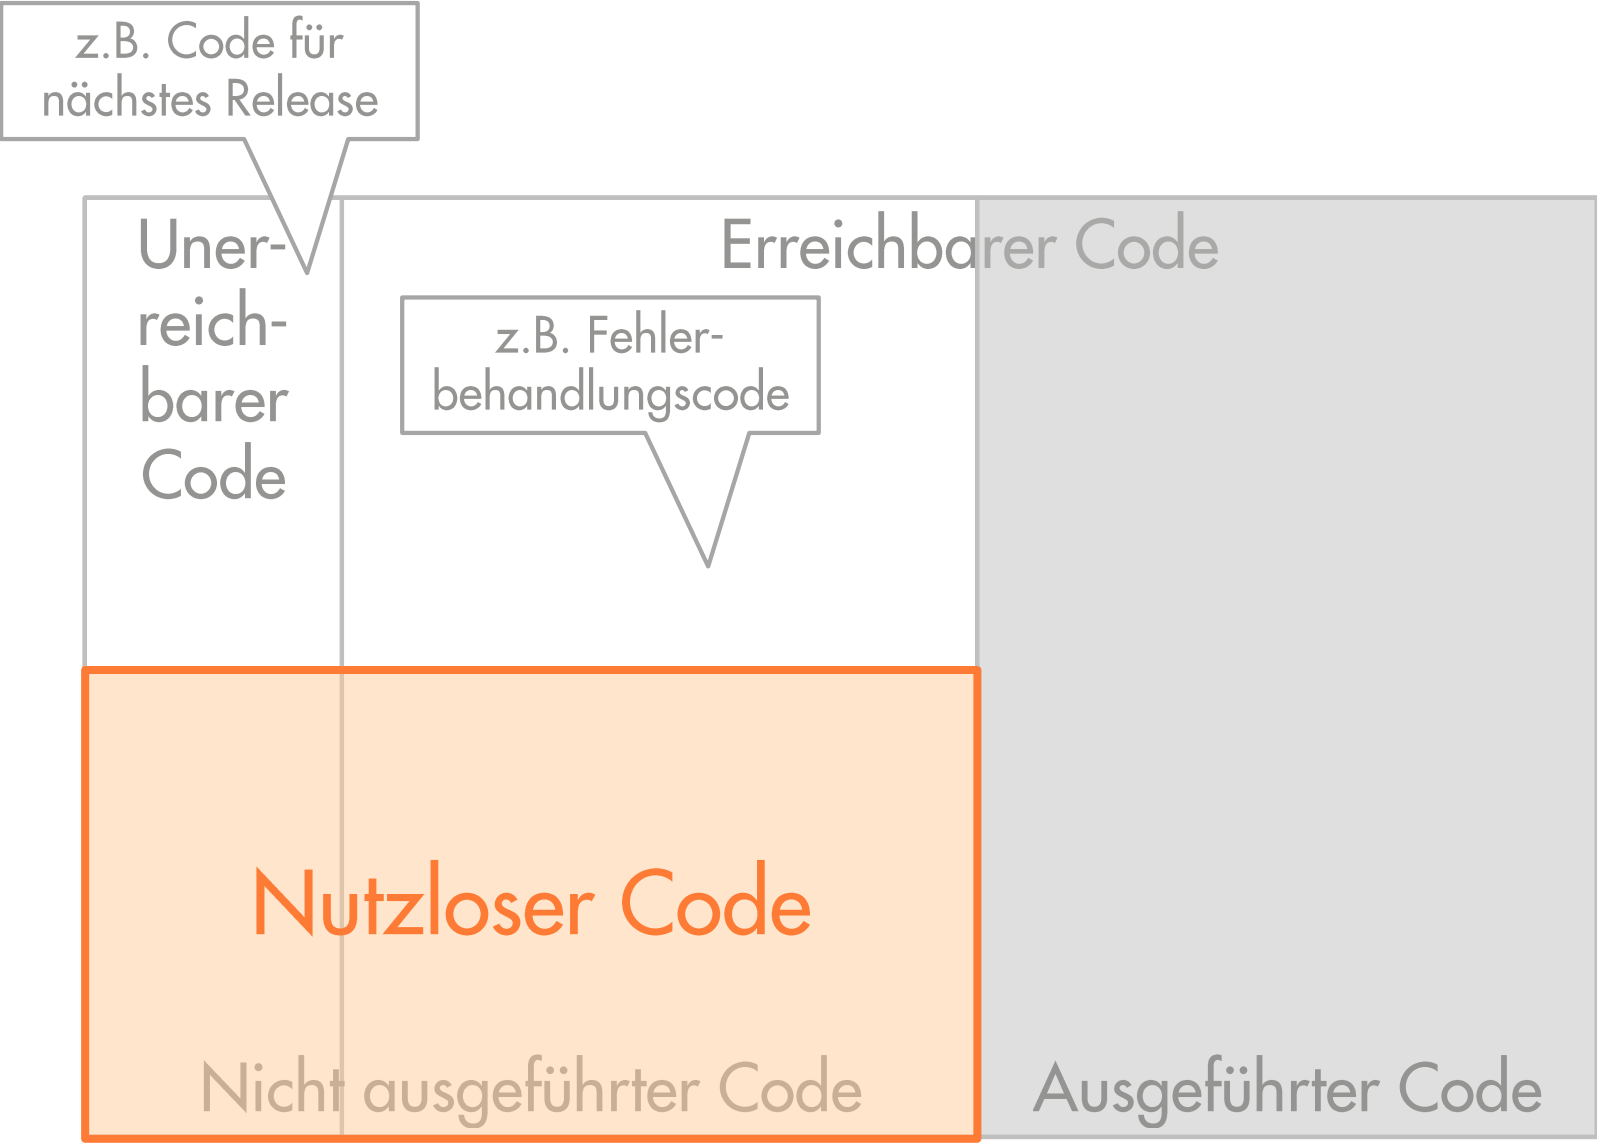 z.B. Code für
nächstes Release
Uner-
reich-
barer
Code
Erreichbarer Code
z.B. Fehler-
behandlungscode
Nutzloser Code
Nicht ausgeführter Code
Ausgeführter Code